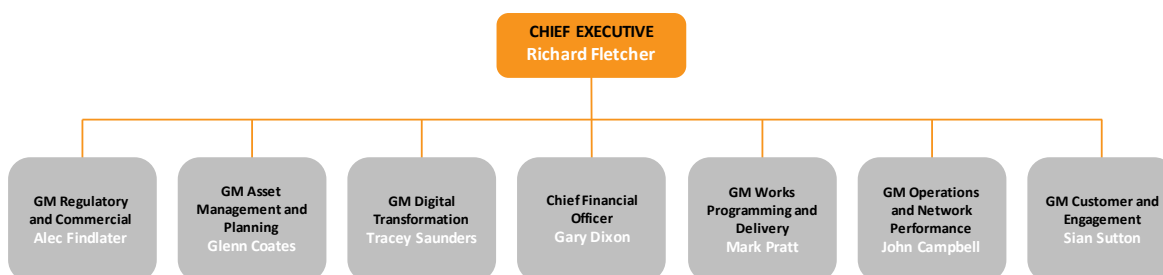 CHIEF EXECUTIVE
Richard Fletcher
GM Regulatory
and Commercial
Alec Findlater
GM Asset
Management and
Planning
Glenn Coates
GM Digital
Transformation
Tracey Saunders
Chief Financial
Officer
Gary Dixon
GM Works
Programming and
Delivery
Mark Pratt
GM Operations
and Network
Performance
John Campbell
GM Customer and
Engagement
Sian Sutton